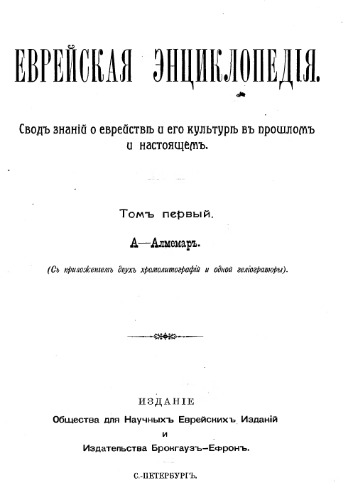 ЕВРЕЙСКАЯ ЭНЦИКЛОПЕДІЯ.
Сводъ знаній о еврействѣ и его культурѣ въ прошломъ
и настоящемъ.
Томъ первый.
А—Алмемаръ.
(Съ приложеніемъ двухъ хромолитографій и одной геліогравюры).
ИЗДАНІЕ
Общества для Научныхъ Еврейскихъ Изданій
и
Издательства Брокгаузъ-Ефронъ.
С.-ПЕТЕРБУРГЪ.